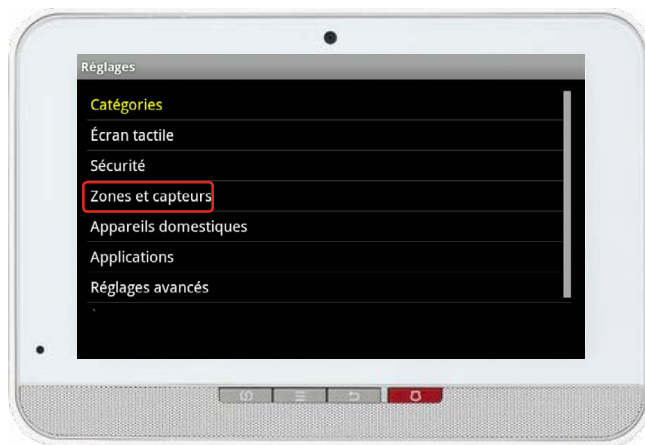 Réglages
Catégories
Écran tactile
Sécurité
Zones et capteurs
Appareils domestiques
Applications
Réglages avancés